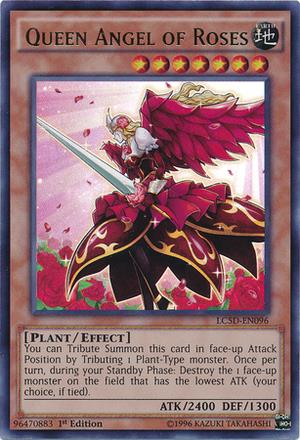 QUEEN ANGEL OF ROSES
EARTH
地
LC5D-EN096
[PLANT/EFFECT]
You can Tribute Summon this card in face-up Attack
Position by Tributing 1 Plant-Type monster. Once per
turn, during your Standby Phase: Destroy the 1 face-up
monster on the field that has the lowest ATK (your
choice, if tied).
ATK/2400 DEF/1300
96470883 1st Edition ©1996 KAZUKI TAKAHASHI